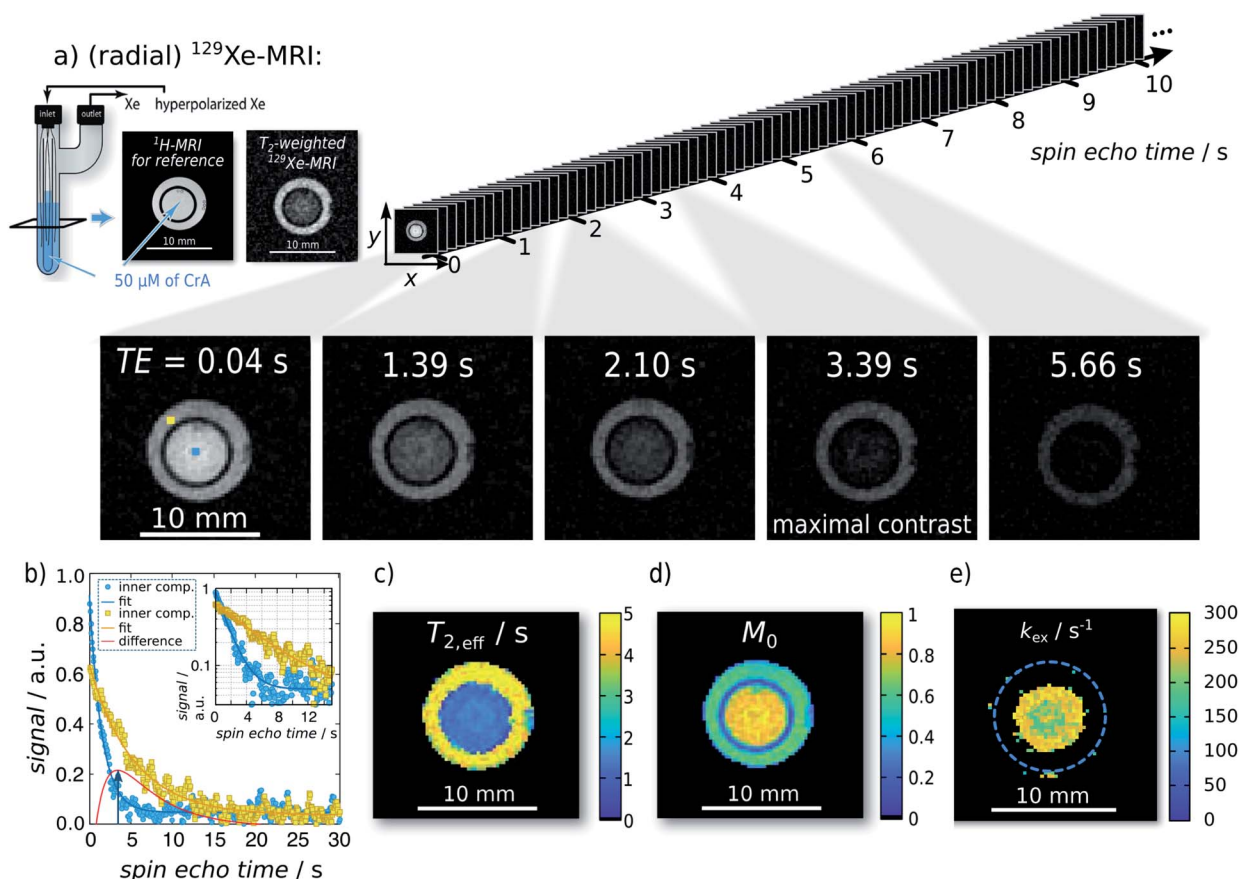 a) (radial) ¹²⁹Xe-MRI:
Xe hyperpolarized Xe
inlet outlet
¹H-MRI
for reference
10 mm
T₂-weighted
¹²⁹Xe-MRI
10 mm
50 µM of CrA
y
x
0 1 2 3 4 5 6 7 8 9 10 ...
spin echo time / s
TE = 0.04 s
10 mm
1.39 s
2.10 s
3.39 s
maximal contrast
5.66 s
b)
signal / a.u.
1.0
0.8
0.6
0.4
0.2
0.0
0 5 10 15 20 25 30
spin echo time / s
inner comp.
fit
inner comp.
fit
difference
signal /
a.u.
1
0.1
0 4 8 12
spin echo time / s
c)
T₂,eff / s
10 mm
5
4
3
2
1
0
d)
M₀
10 mm
1
0.8
0.6
0.4
0.2
0
e)
kₑₓ / s⁻¹
10 mm
300
250
200
150
100
50
0